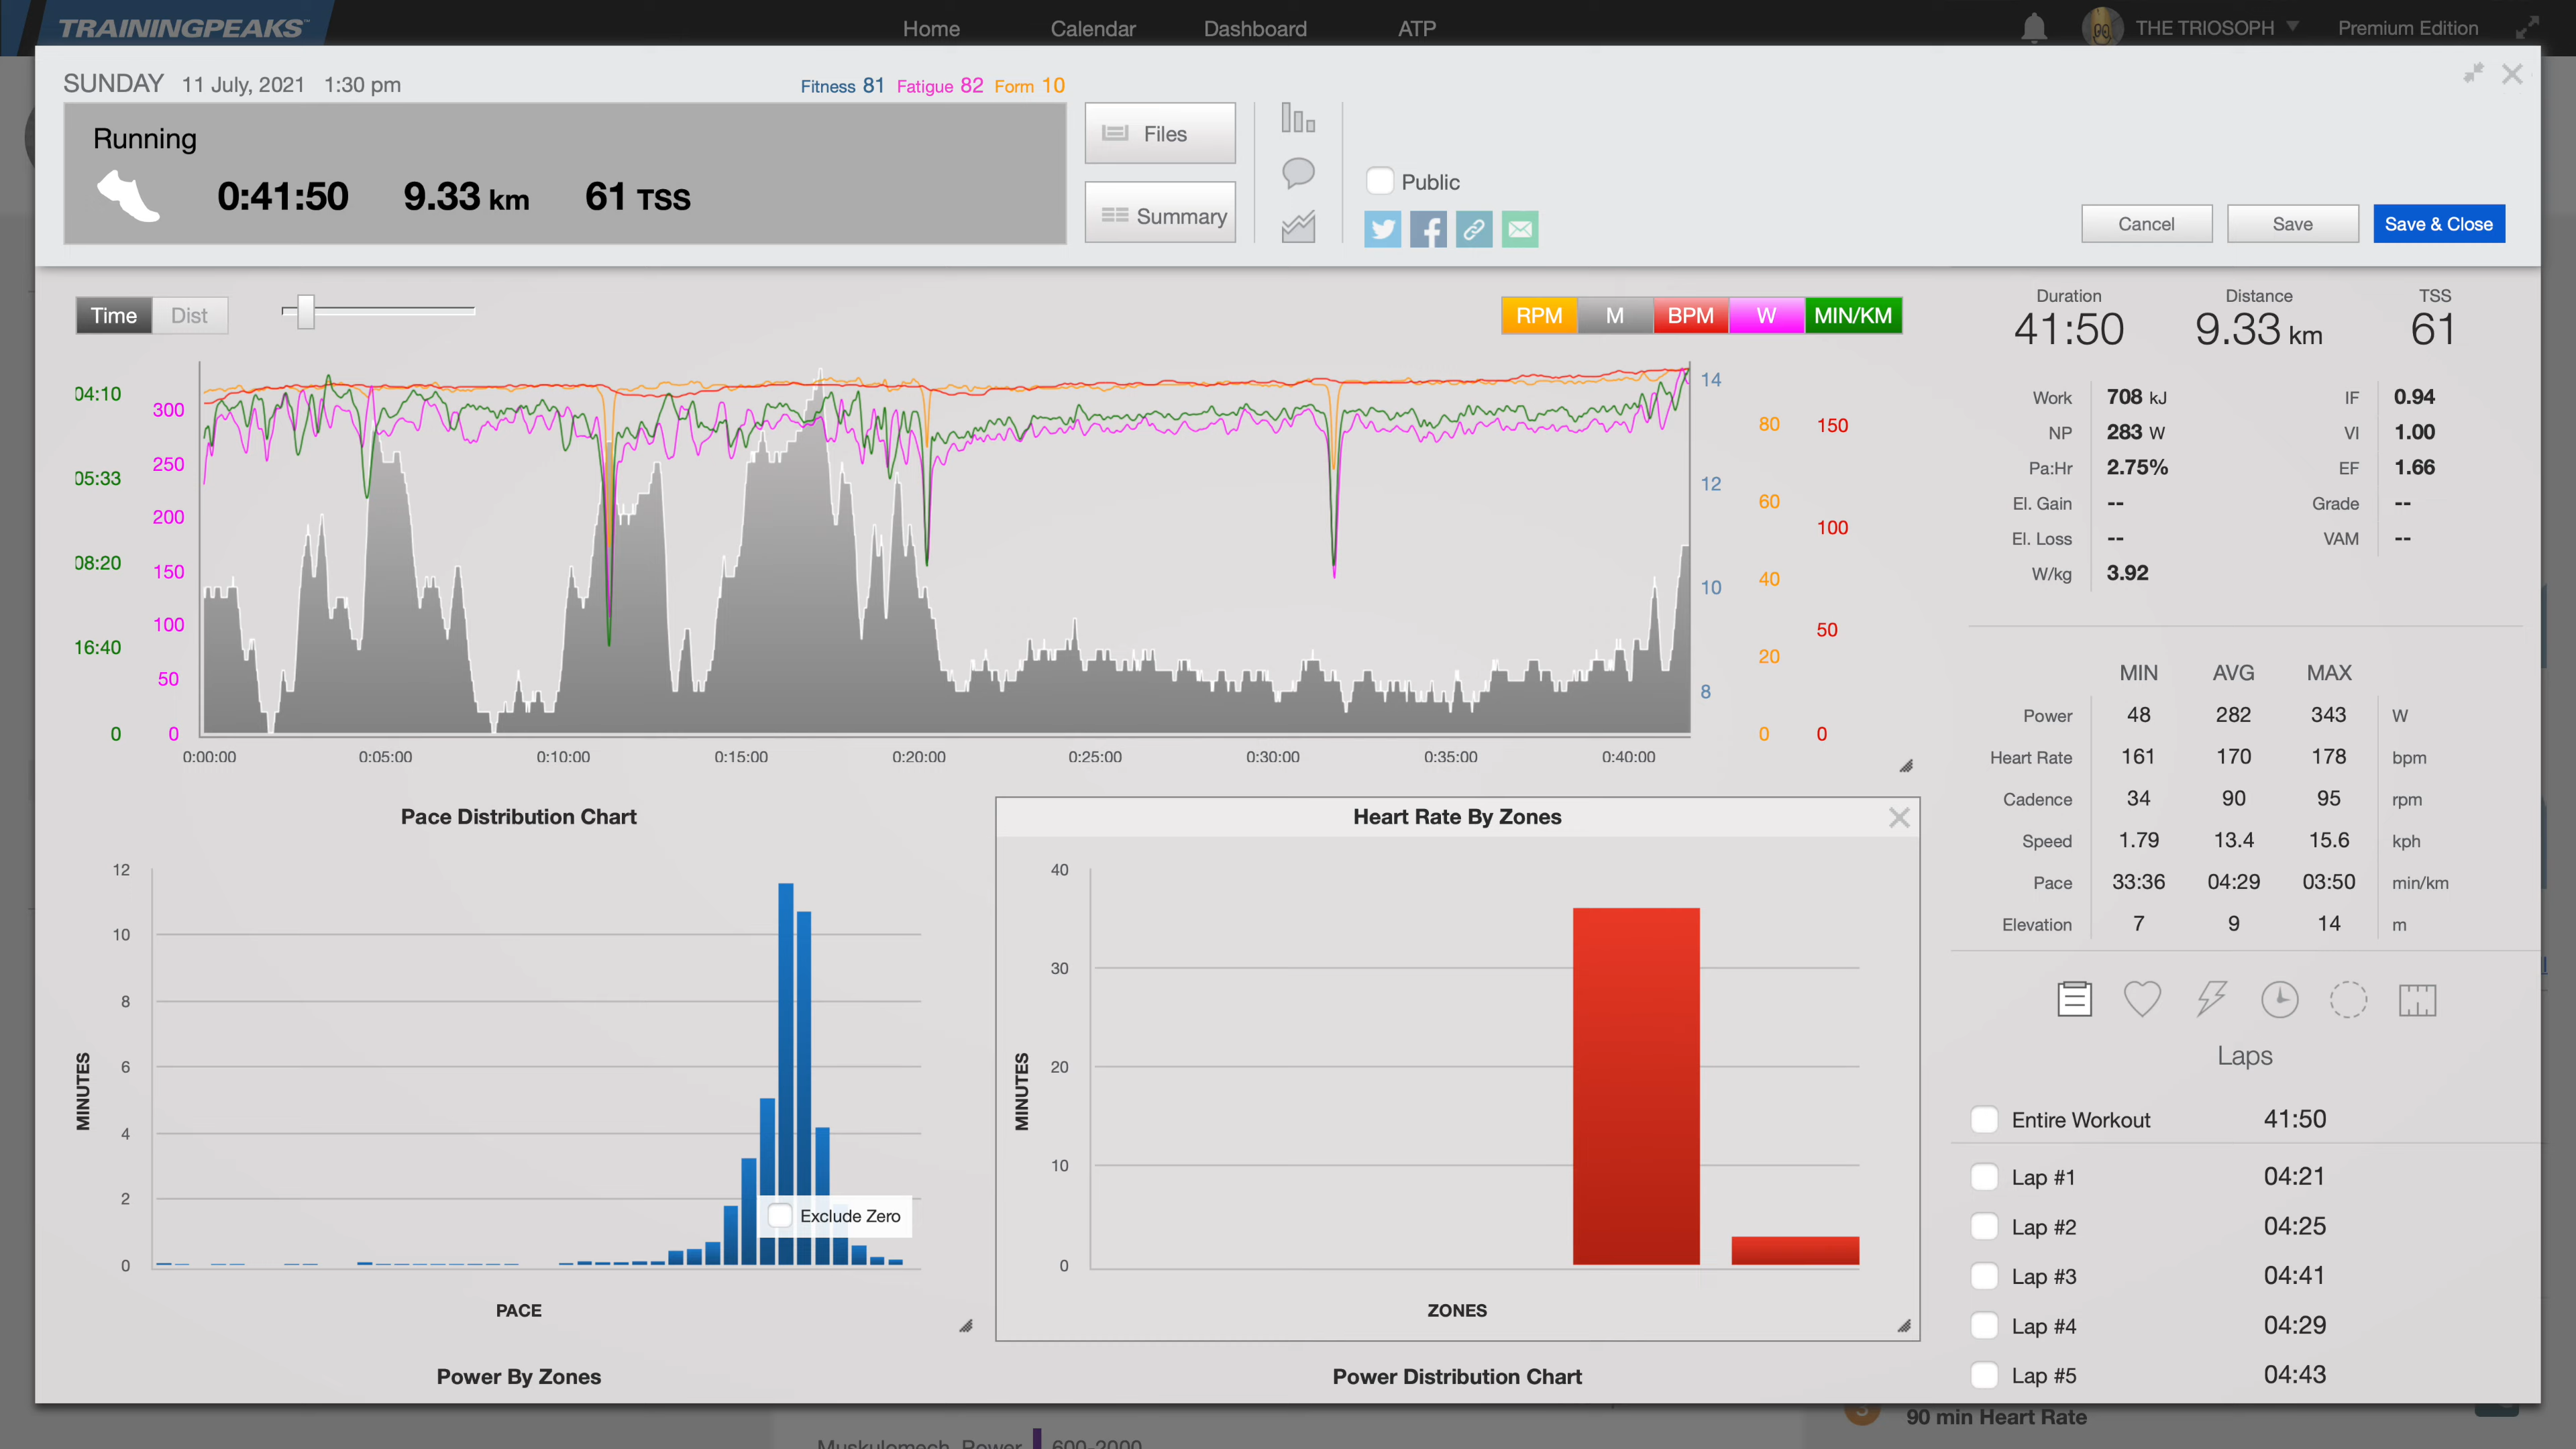 TRAININGPEAKS™
Home Calendar Dashboard ATP
THE TRIOSOPH Premium Edition
SUNDAY 11 July, 2021 1:30 pm
Fitness 81 Fatigue 82 Form 10
Running
0:41:50 9.33 km 61 TSS
Files
Summary
Public
Cancel Save Save & Close
Time Dist
RPM M BPM W MIN/KM
04:10
05:33
08:20
16:40
0
300
250
200
150
100
50
0
14
12
10
8
80
60
40
20
0
150
100
50
0
0:00:00 0:05:00 0:10:00 0:15:00 0:20:00 0:25:00 0:30:00 0:35:00 0:40:00
Duration Distance TSS
41:50 9.33 km 61
Work 708 kJ IF 0.94
NP 283 W VI 1.00
Pa:Hr 2.75% EF 1.66
El. Gain -- Grade --
El. Loss -- VAM --
W/kg 3.92
MIN AVG MAX
Power 48 282 343 W
Heart Rate 161 170 178 bpm
Cadence 34 90 95 rpm
Speed 1.79 13.4 15.6 kph
Pace 33:36 04:29 03:50 min/km
Elevation 7 9 14 m
Laps
Entire Workout 41:50
Lap #1 04:21
Lap #2 04:25
Lap #3 04:41
Lap #4 04:29
Lap #5 04:43
Pace Distribution Chart
12
10
8
6
4
2
0
MINUTES
Exclude Zero
PACE
Heart Rate By Zones
40
30
20
10
0
MINUTES
ZONES
Power By Zones
Power Distribution Chart
90 min Heart Rate
Muskulomech. Power 600-2000